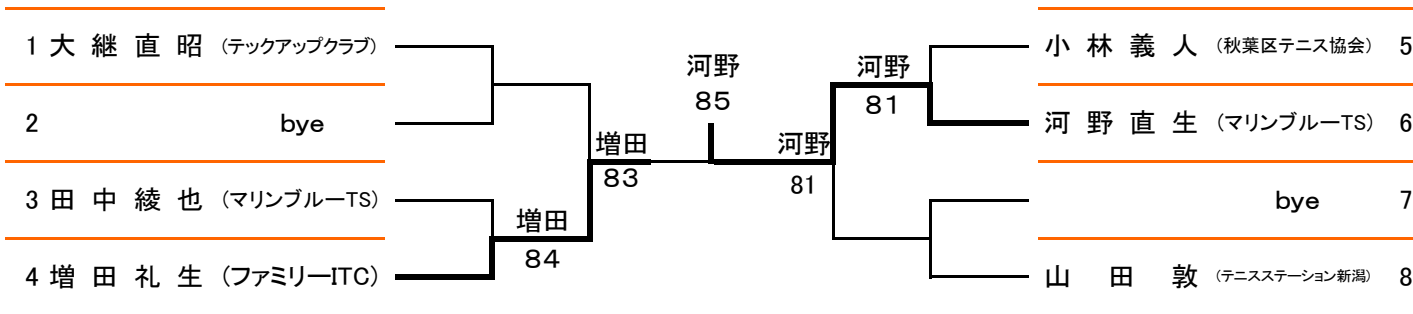 1 大 継 直 昭 (テックアップクラブ)
2 bye
3 田 中 綾 也 (マリンブルーTS)
4 増 田 礼 生 (ファミリーITC)
増田
84
増田
83
河野
85
河野
81
河野
81
小 林 義 人 (秋葉区テニス協会) 5
河 野 直 生 (マリンブルーTS) 6
bye 7
山 田 敦 (テニスステーション新潟) 8